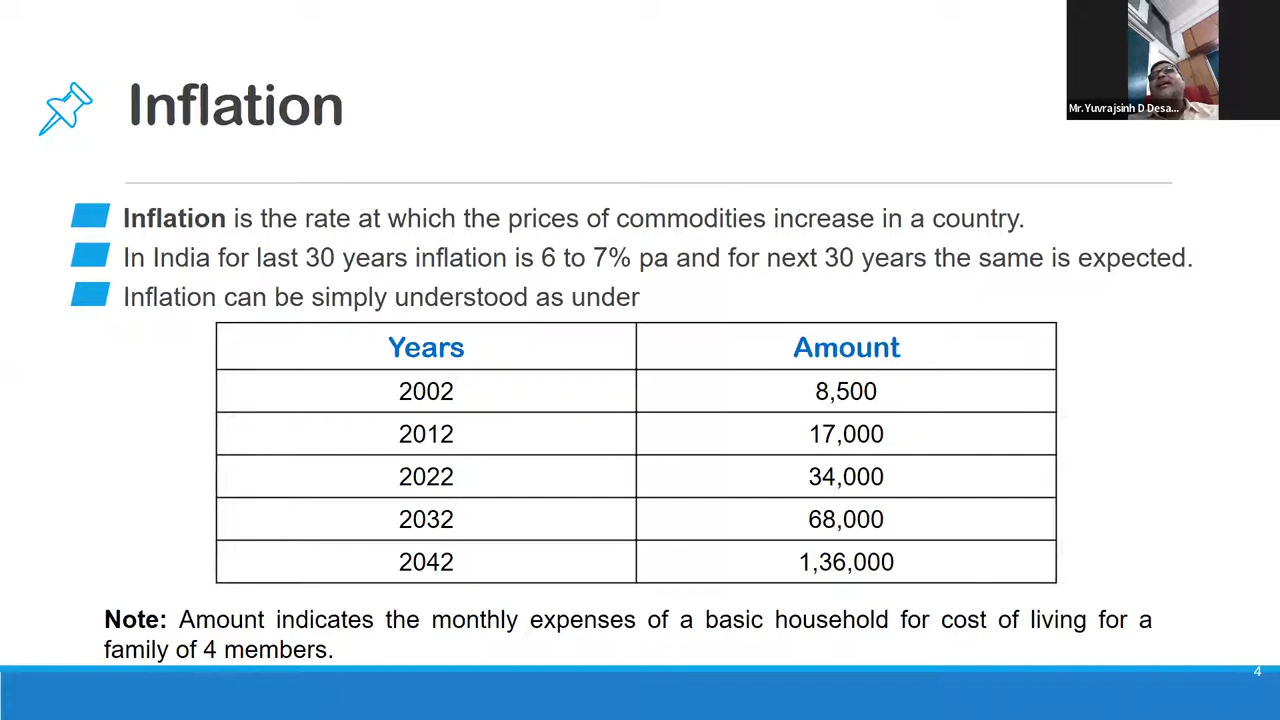 Mr.Yuvrajsinh D Desa...
Inflation
Inflation is the rate at which the prices of commodities increase in a country.
In India for last 30 years inflation is 6 to 7% pa and for next 30 years the same is expected.
Inflation can be simply understood as under
Years Amount
2002 8,500
2012 17,000
2022 34,000
2032 68,000
2042 1,36,000
Note: Amount indicates the monthly expenses of a basic household for cost of living for a
family of 4 members.
4